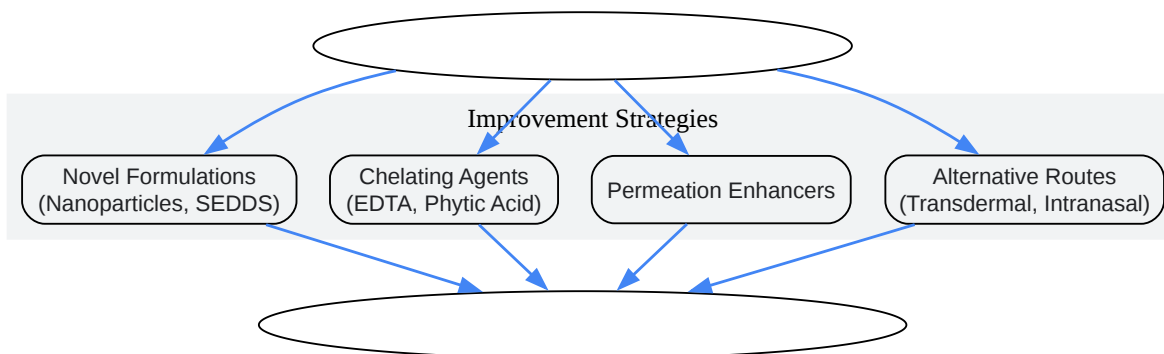 Improvement Strategies
Novel Formulations
(Nanoparticles, SEDDS)
Chelating Agents
(EDTA, Phytic Acid)
Permeation Enhancers
Alternative Routes
(Transdermal, Intranasal)